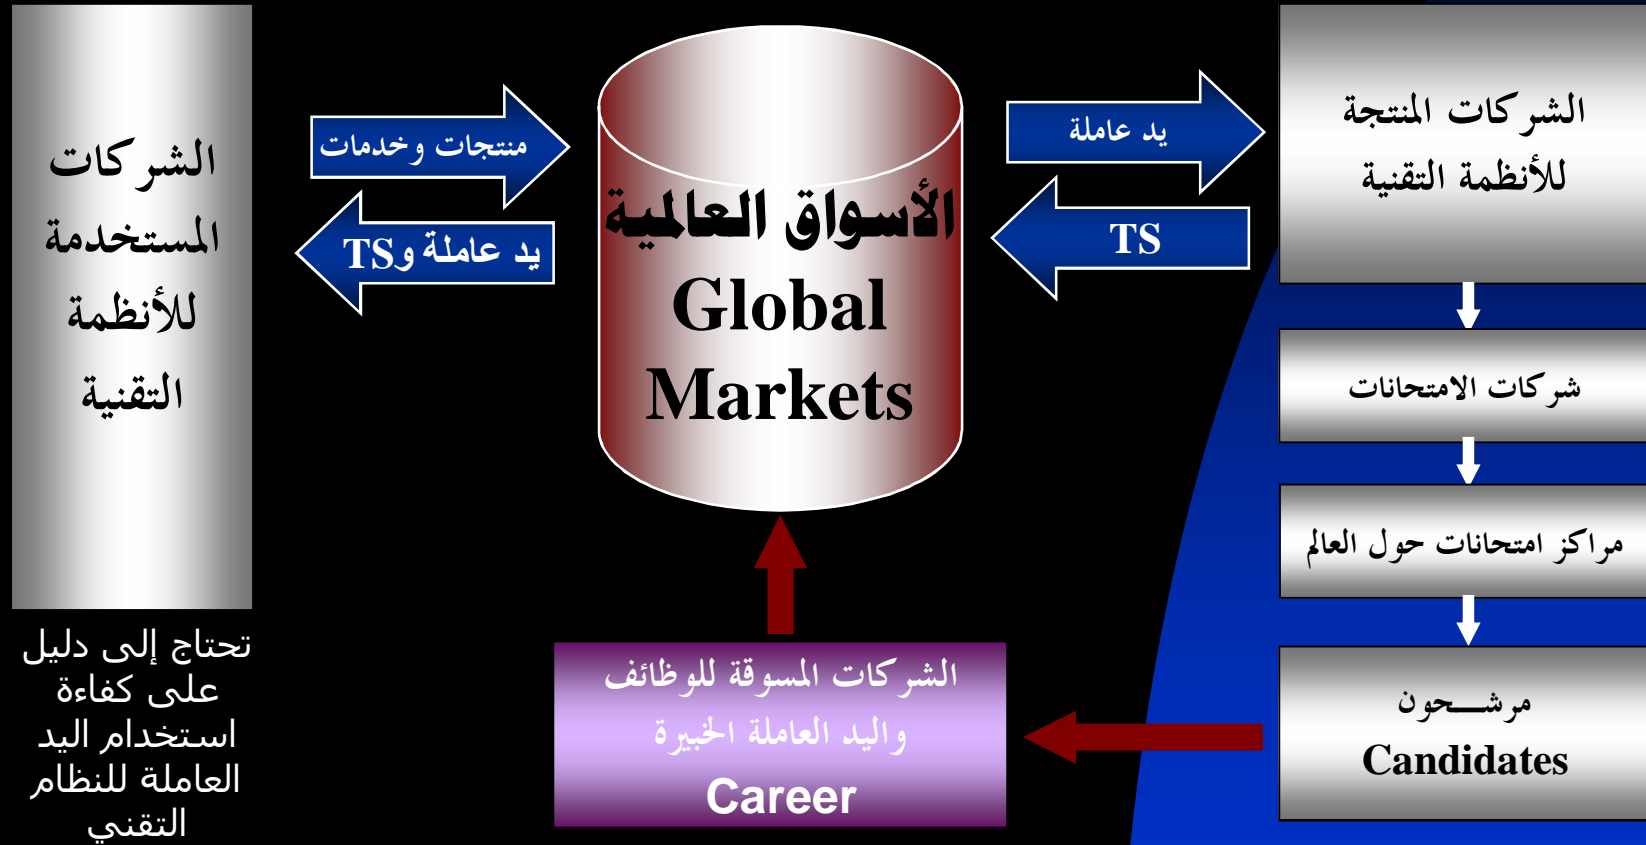 الشركات المنتجة
للأنظمة التقنية
شركات الامتحانات
مراكز امتحانات حول العالم
مرشـــحون
Candidates
يد عاملة
TS
الأسواق العالمية
Global
Markets
منتجات وخدمات
يد عاملة وTS
الشركات
المستخدمة
للأنظمة
التقنية
تحتاج إلى دليل
على كفاءة
استخدام اليد
العاملة للنظام
التقني
الشركات المسوقة للوظائف
واليد العاملة الخبيرة
Career